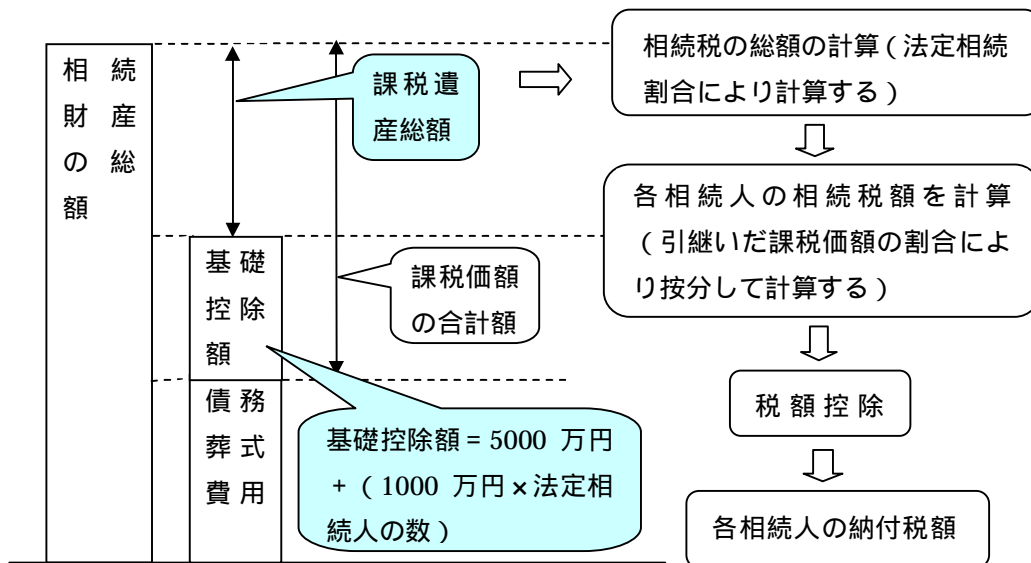 相続
財産
の総
額
課税遺
産総額
基礎
控除
額
課税価額
の合計額
債務
葬式
費用
基礎控除額 = 5000 万円
+（1000 万円×法定相
続人の数）
相続税の総額の計算（法定相続
割合により計算する）
各相続人の相続税額を計算
（引継いだ課税価額の割合によ
り按分して計算する）
税額控除
各相続人の納付税額